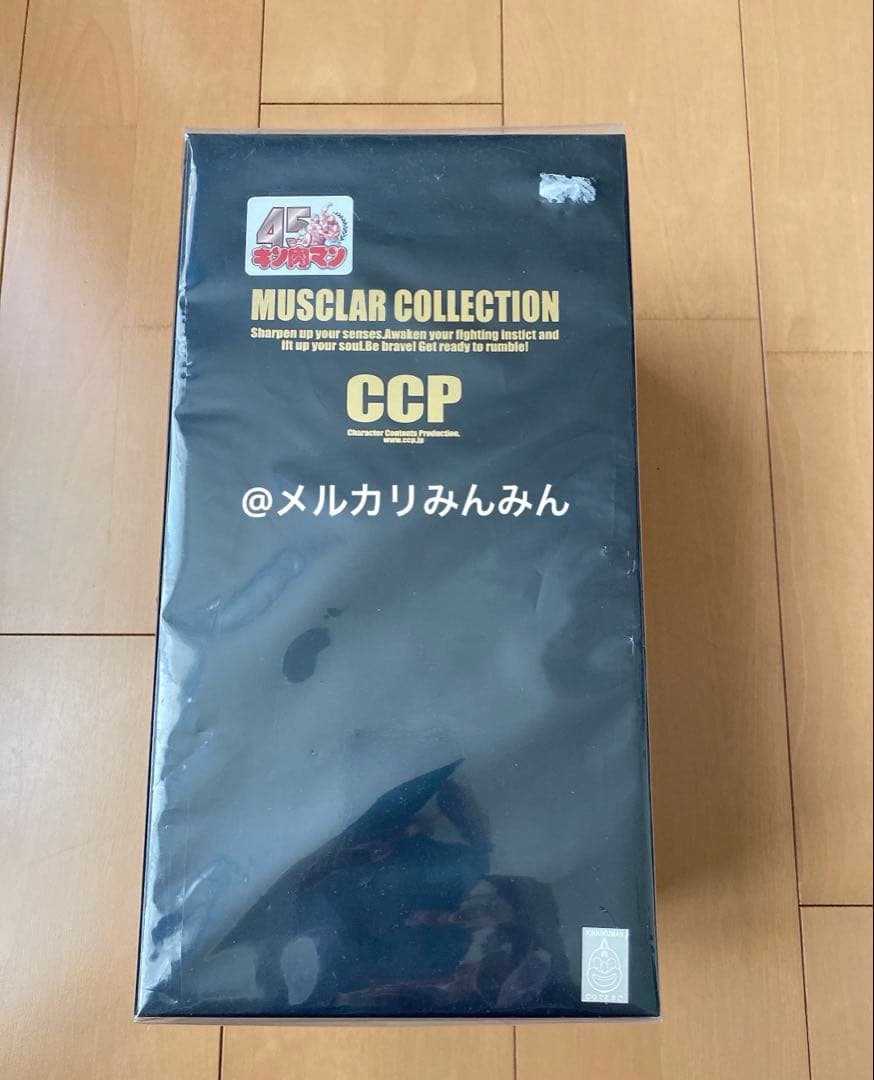 45
キン肉マン
MUSCLAR COLLECTION
Sharpen up your senses.Awaken your fighting instict and
lft up your soul.Be brave! Get ready to rumble!
CCP
Character Contents Production.
www.ccp.jp
@メルカリみんみん